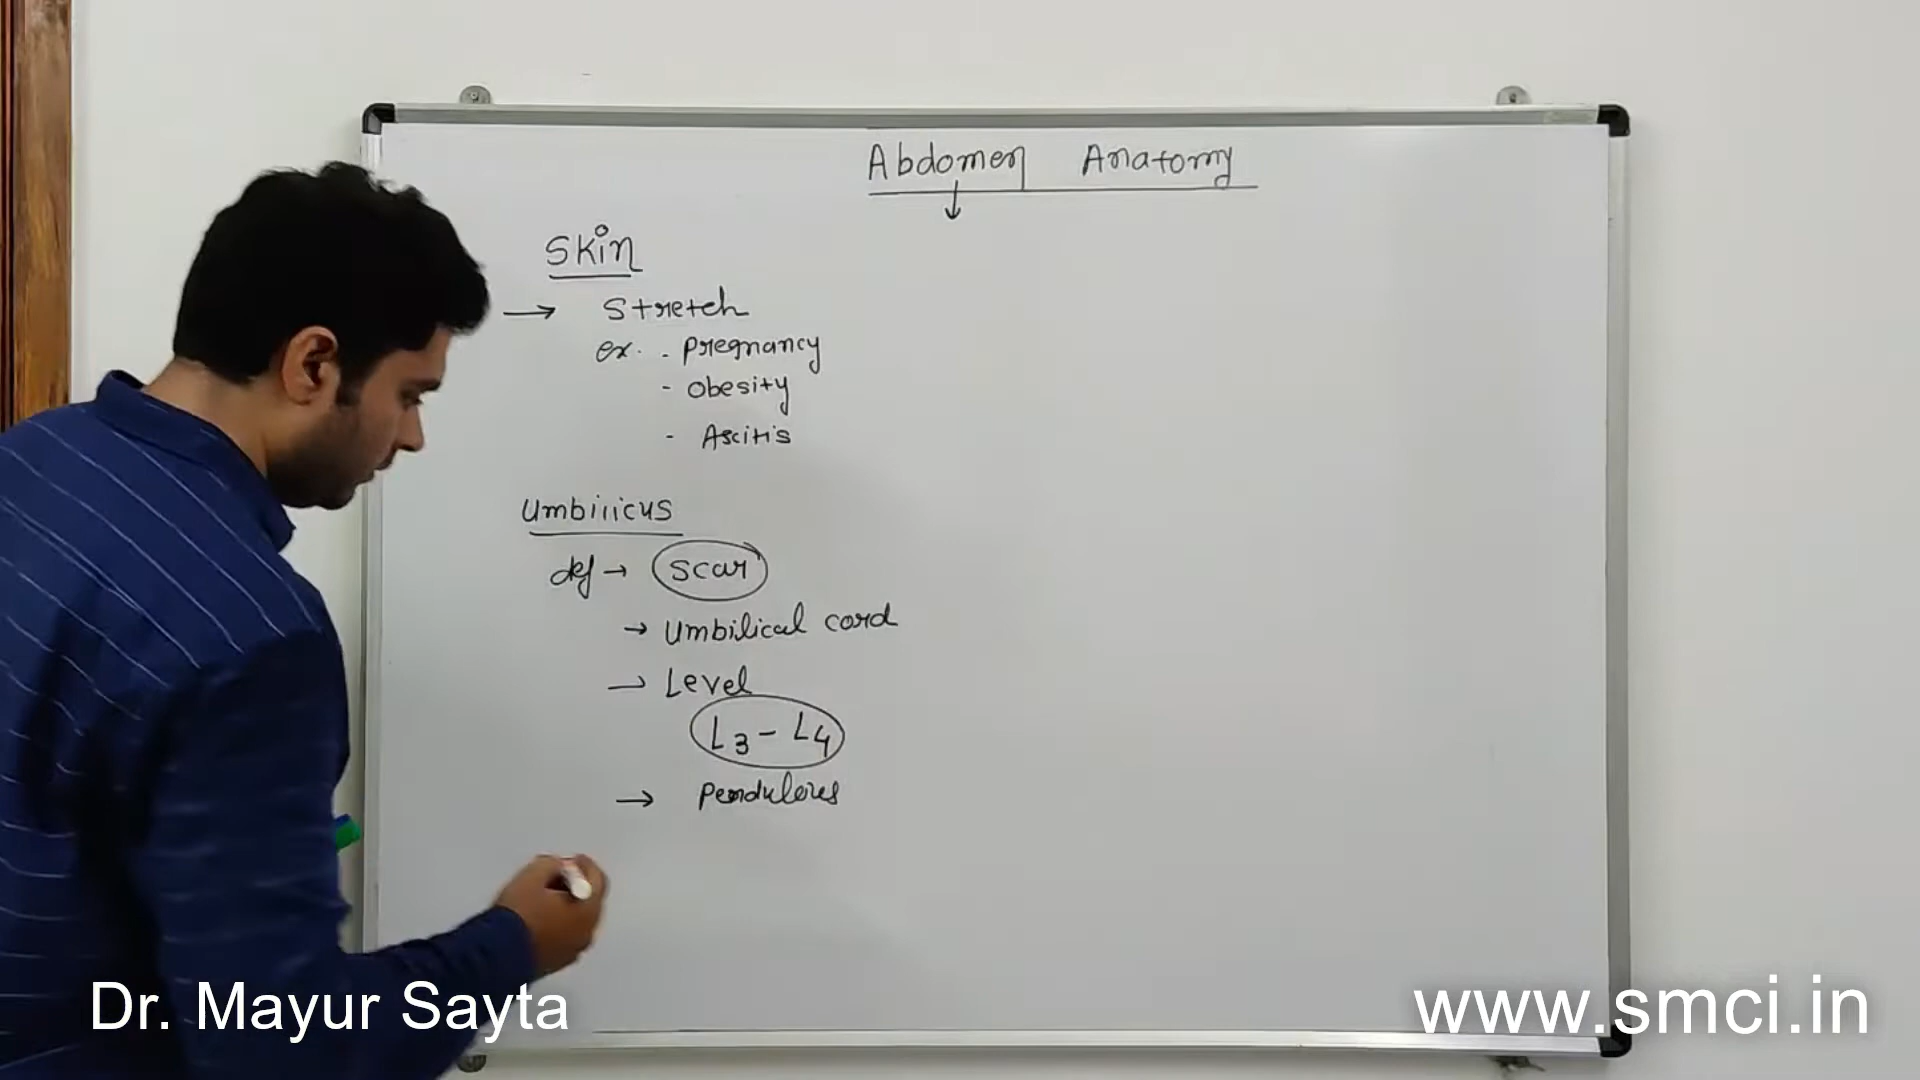 Abdomen Anatomy
↓
Skin
→ Stretch
ex. - Pregnancy
- Obesity
- Ascitis
Umbilicus
def → Scar
→ Umbilical cord
→ Level
L3 - L4
→ Pendulous
Dr. Mayur Sayta
www.smci.in